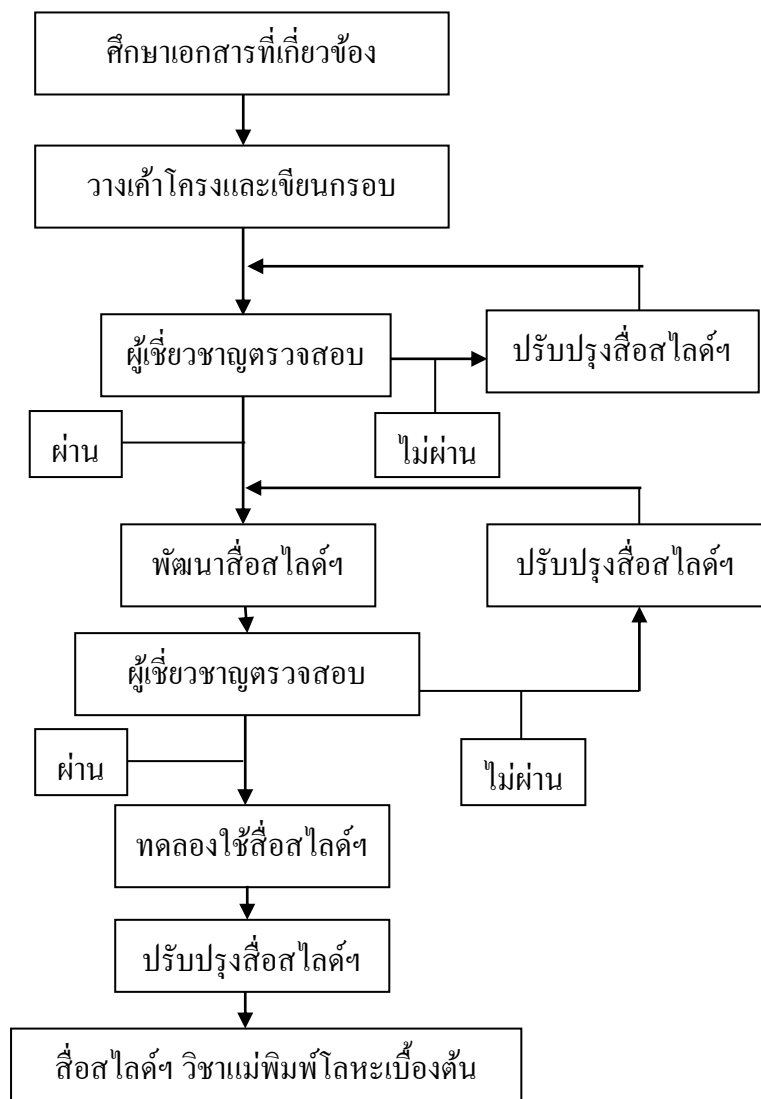 ศึกษาเอกสารที่เกี่ยวข้อง
วางเค้าโครงและเขียนกรอบ
ผู้เชี่ยวชาญตรวจสอบ
ปรับปรุงสื่อสไลด์ฯ
ผ่าน
ไม่ผ่าน
พัฒนาสื่อสไลด์ฯ
ปรับปรุงสื่อสไลด์ฯ
ผู้เชี่ยวชาญตรวจสอบ
ผ่าน
ไม่ผ่าน
ทดลองใช้สื่อสไลด์ฯ
ปรับปรุงสื่อสไลด์ฯ
สื่อสไลด์ฯ วิชาแม่พิมพ์โลหะเบื้องต้น